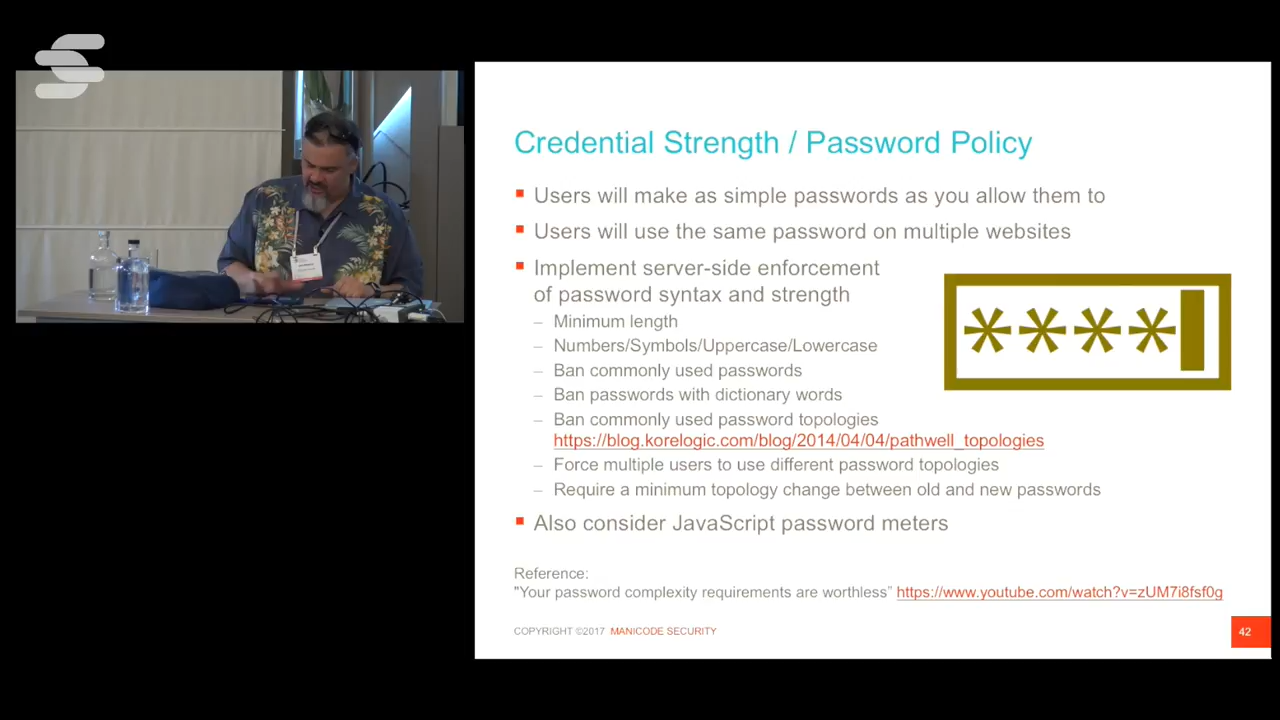 Credential Strength / Password Policy
Users will make as simple passwords as you allow them to
Users will use the same password on multiple websites
Implement server-side enforcement
of password syntax and strength
– Minimum length
– Numbers/Symbols/Uppercase/Lowercase
– Ban commonly used passwords
– Ban passwords with dictionary words
– Ban commonly used password topologies
https://blog.korelogic.com/blog/2014/04/04/pathwell_topologies
– Force multiple users to use different password topologies
– Require a minimum topology change between old and new passwords
Also consider JavaScript password meters
****
Reference:
"Your password complexity requirements are worthless” https://www.youtube.com/watch?v=zUM7i8fsf0g
COPYRIGHT ©2017 MANICODE SECURITY
42